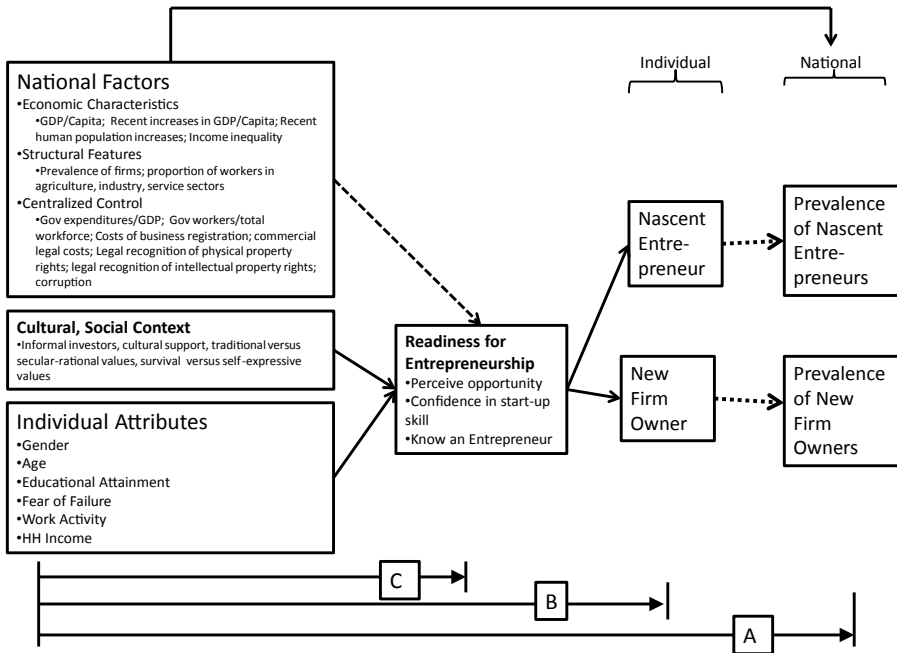 Individual
National
National Factors
•Economic Characteristics
•GDP/Capita; Recent increases in GDP/Capita; Recent
human population increases; Income inequality
•Structural Features
•Prevalence of firms; proportion of workers in
agriculture, industry, service sectors
•Centralized Control
•Gov expenditures/GDP; Gov workers/total
workforce; Costs of business registration; commercial
legal costs; Legal recognition of physical property
rights; legal recognition of intellectual property rights;
corruption
Nascent
Entre-
preneur
Prevalence
of Nascent
Entre-
preneurs
Cultural, Social Context
•Informal investors, cultural support, traditional versus
secular-rational values, survival versus self-expressive
values
Readiness for
Entrepreneurship
•Perceive opportunity
•Confidence in start-up
skill
•Know an Entrepreneur
New
Firm
Owner
Prevalence
of New
Firm
Owners
Individual Attributes
•Gender
•Age
•Educational Attainment
•Fear of Failure
•Work Activity
•HH Income
C
B
A